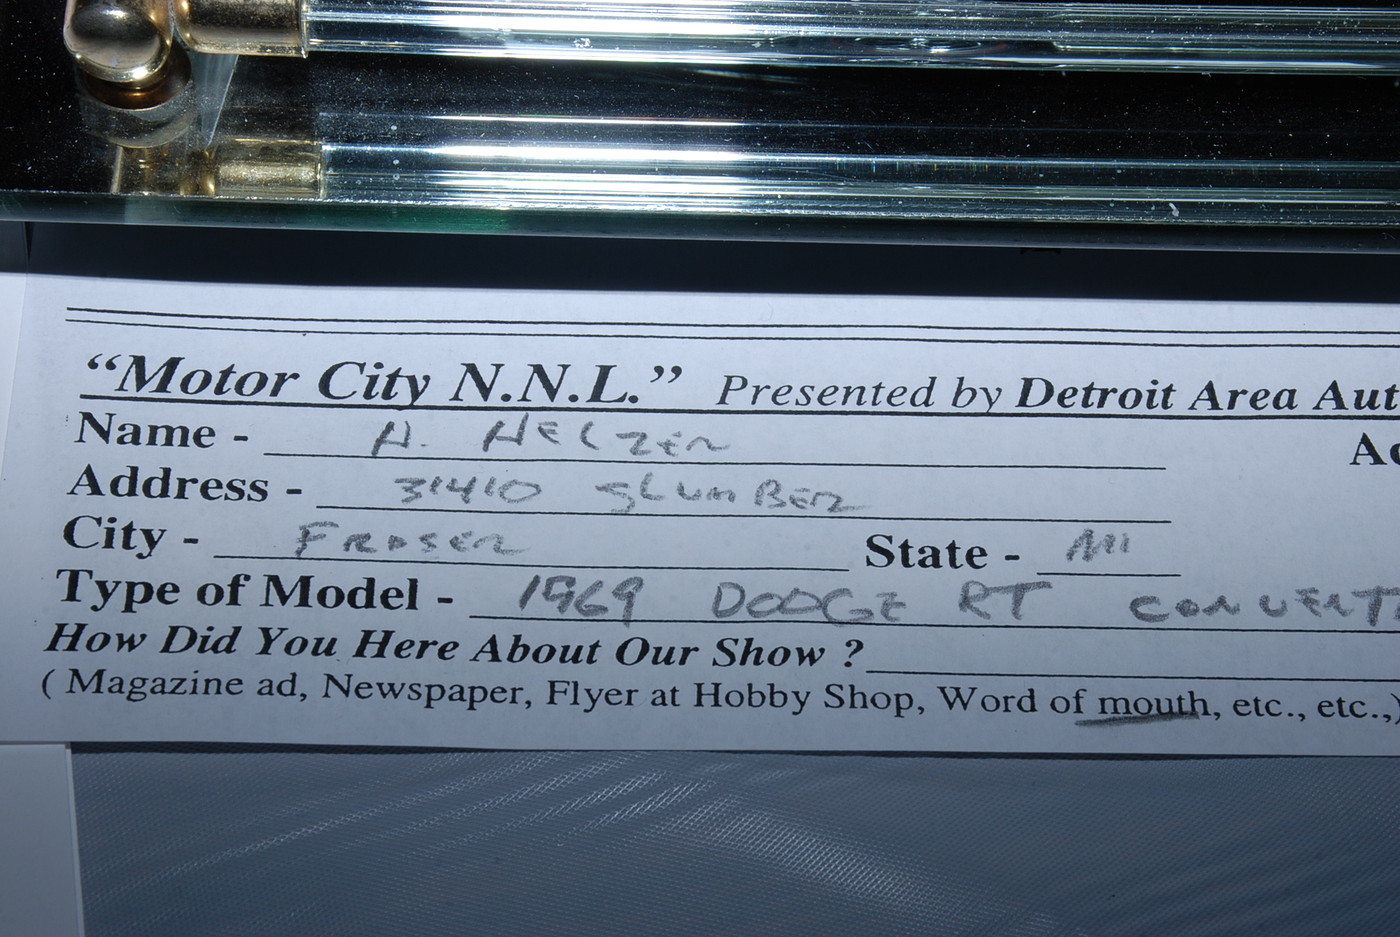 “Motor City N.N.L.” Presented by Detroit Area Aut
Name - H. HELZER Ac
Address - 31410 SLUMBER
City - FRASER State - MI
Type of Model - 1969 DODGE RT CONVERT
How Did You Here About Our Show ?
( Magazine ad, Newspaper, Flyer at Hobby Shop, Word of mouth, etc., etc.,)